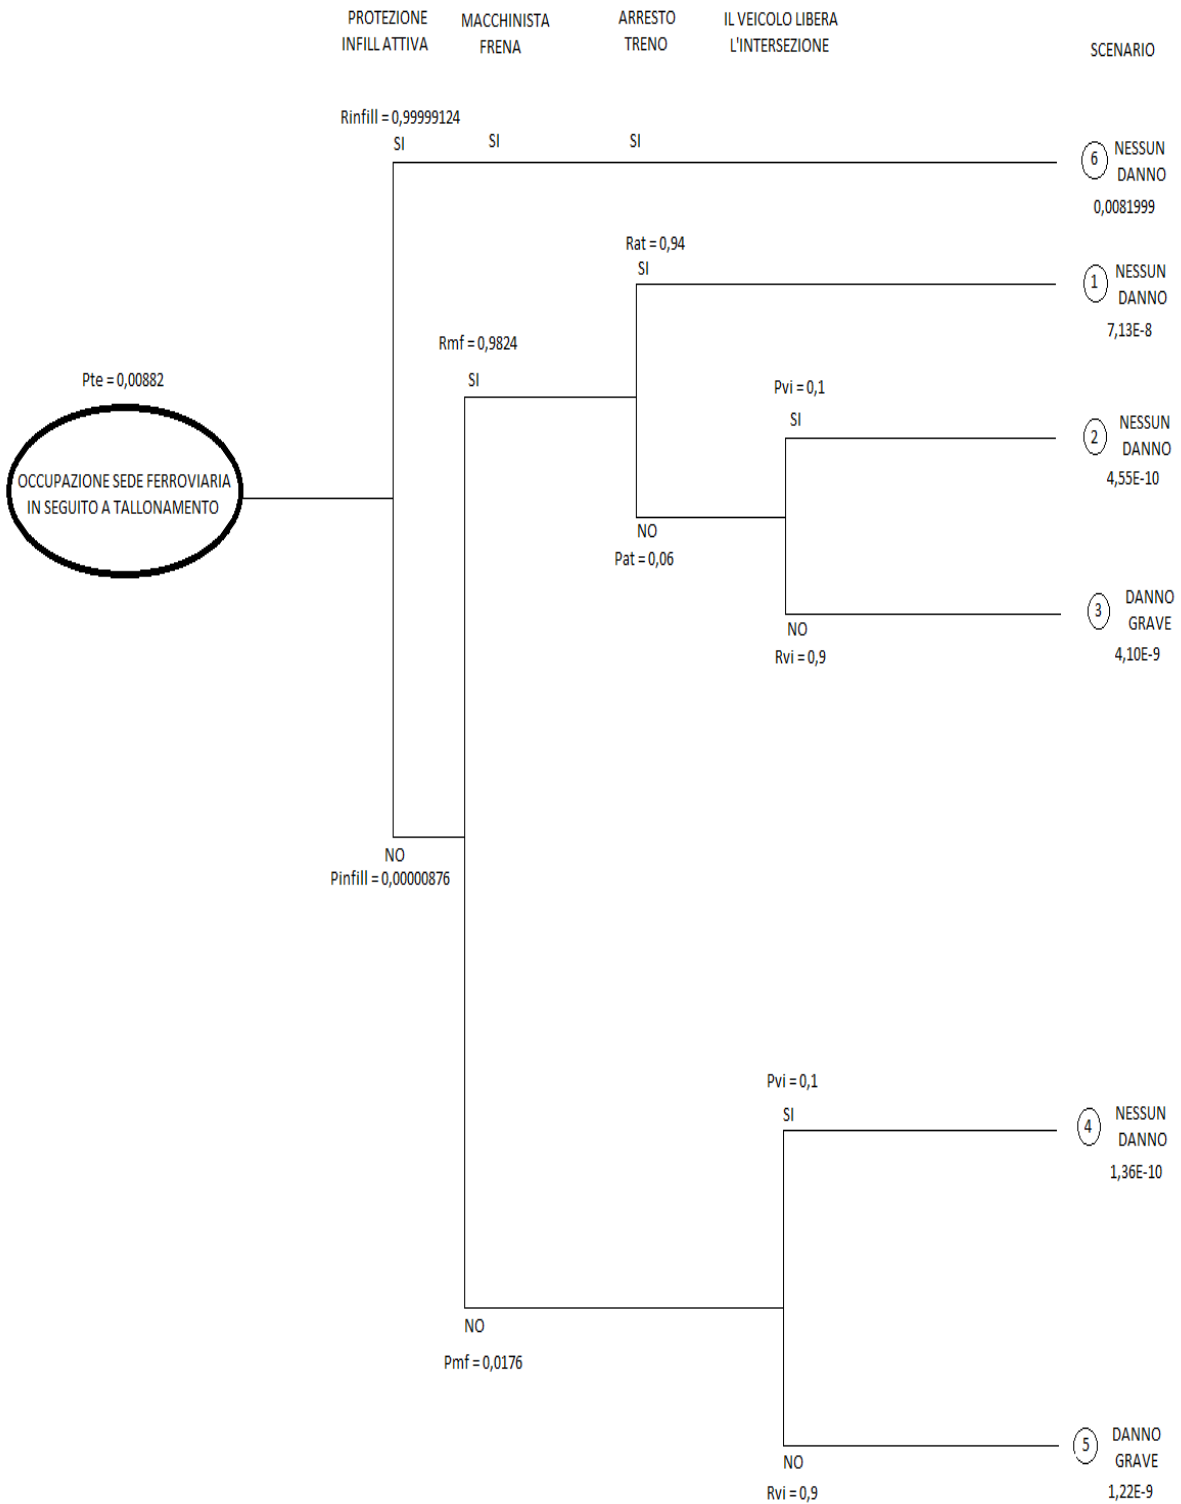 PROTEZIONE
INFILL ATTIVA
MACCHINISTA
FRENA
ARRESTO
TRENO
IL VEICOLO LIBERA
L'INTERSEZIONE
SCENARIO
Rinfill = 0,99999124
SI
SI
SI
6
NESSUN
DANNO
0,0081999
Rat = 0,94
SI
1
NESSUN
DANNO
7,13E-8
Rmf = 0,9824
SI
Pte = 0,00882
Pvi = 0,1
SI
2
NESSUN
DANNO
4,55E-10
OCCUPAZIONE SEDE FERROVIARIA
IN SEGUITO A TALLONAMENTO
NO
Pat = 0,06
3
DANNO
GRAVE
4,10E-9
NO
Rvi = 0,9
NO
Pinfill = 0,00000876
Pvi = 0,1
SI
4
NESSUN
DANNO
1,36E-10
NO
Pmf = 0,0176
5
DANNO
GRAVE
1,22E-9
NO
Rvi = 0,9